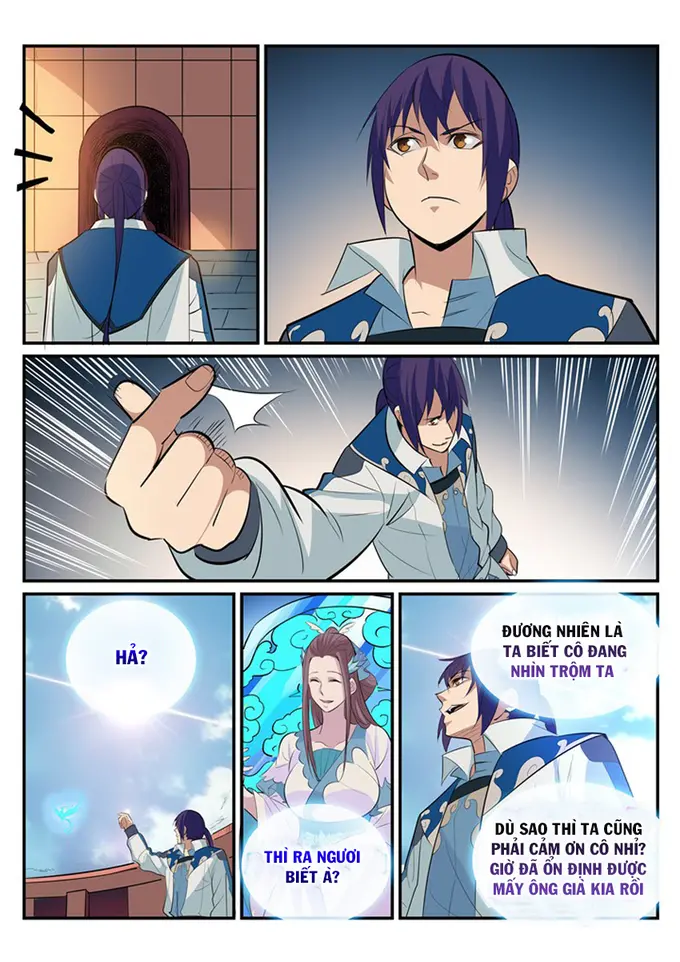 HẢ?
THÌ RA NGƯƠI
BIẾT À?
ĐƯƠNG NHIÊN LÀ
TA BIẾT CÔ ĐANG
NHÌN TRỘM TA
DÙ SAO THÌ TA CŨNG
PHẢI CẢM ƠN CÔ NHỈ?
GIỜ ĐÃ ỔN ĐỊNH ĐƯỢC
MẤY ÔNG GIÀ KIA RỒI